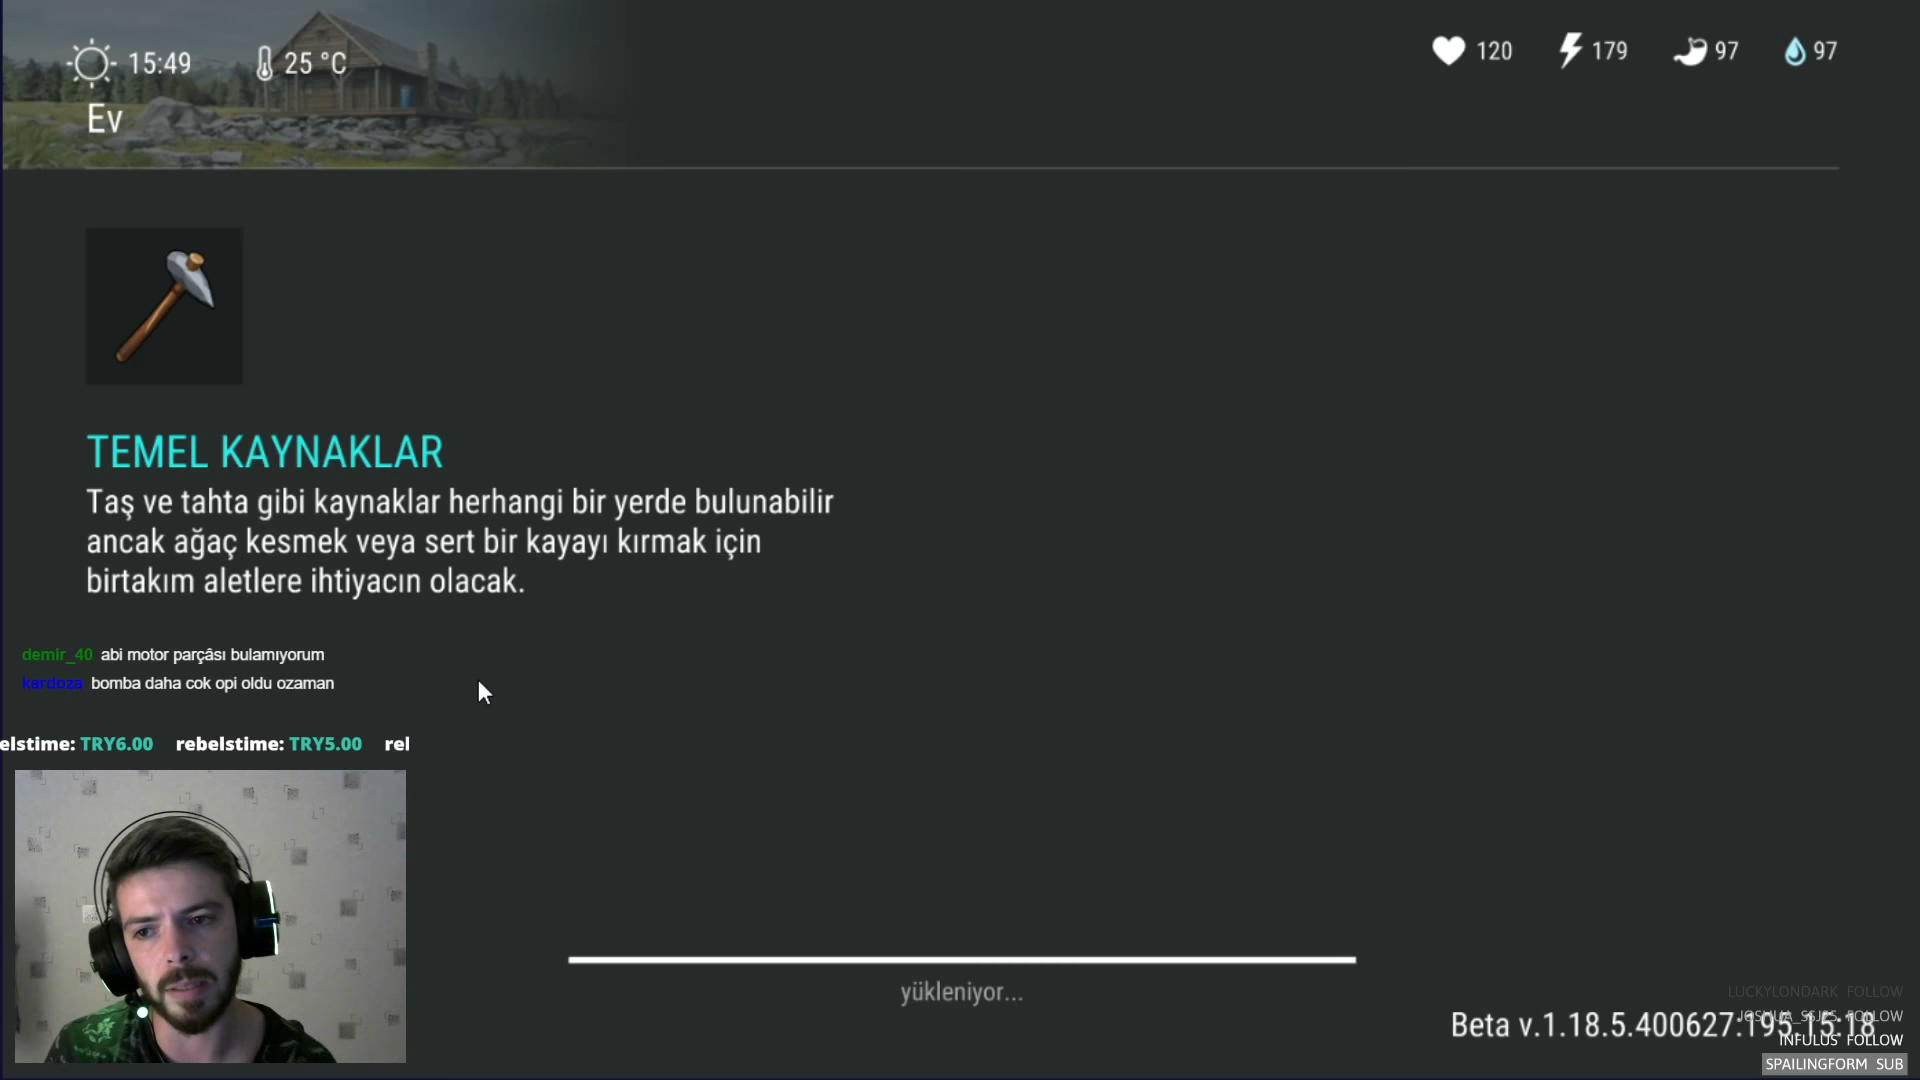 15:49
25 °C
120
179
97
97
Ev
TEMEL KAYNAKLAR
Taş ve tahta gibi kaynaklar herhangi bir yerde bulunabilir
ancak ağaç kesmek veya sert bir kayayı kırmak için
birtakım aletlere ihtiyacın olacak.
demir_40 abi motor parçâsı bulamıyorum
kardoza bomba daha cok opi oldu ozaman
elstime: TRY6.00 rebelstime: TRY5.00 rel
yükleniyor...
LUCKYLONDARK FOLLOW
FOLLOW
Beta v.1.18.5.400627:195.15:18
INFULUS FOLLOW
SPAILINGFORM SUB